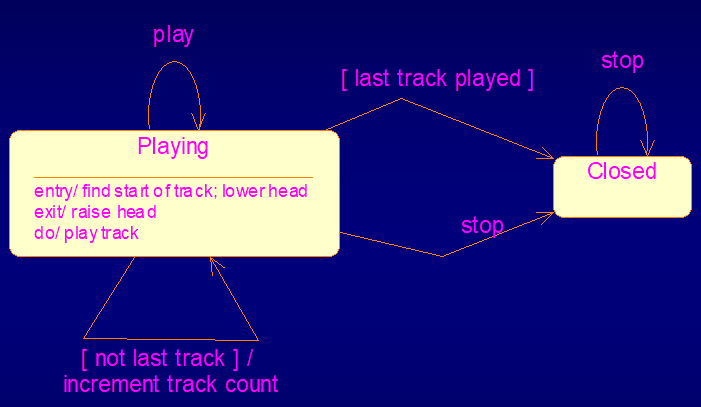 play
[ last track played ]
stop
Playing
entry/ find start of track; lower head
exit/ raise head
do/ play track
Closed
stop
[ not last track ] /
increment track count